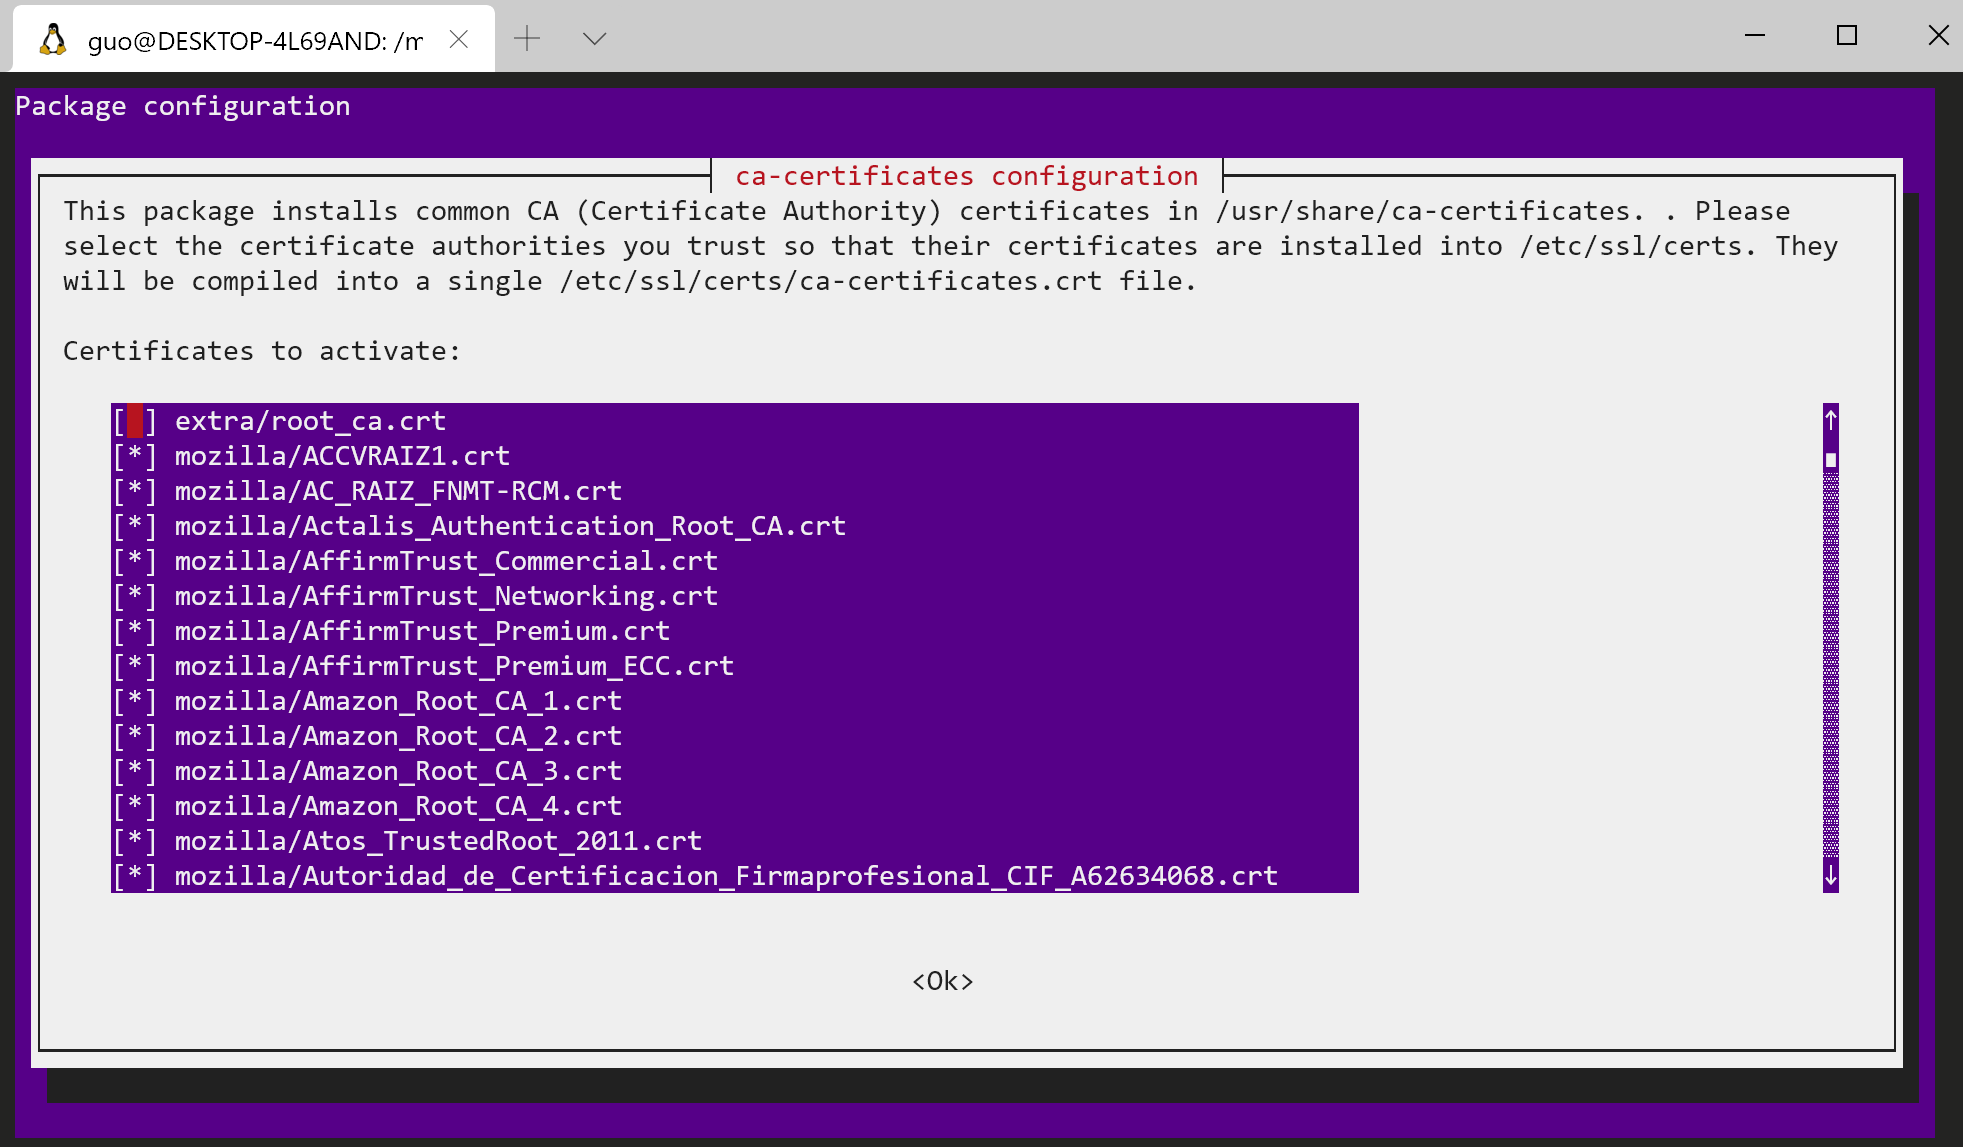 guo@DESKTOP-4L69AND: /m
Package configuration
ca-certificates configuration
This package installs common CA (Certificate Authority) certificates in /usr/share/ca-certificates. . Please
select the certificate authorities you trust so that their certificates are installed into /etc/ssl/certs. They
will be compiled into a single /etc/ssl/certs/ca-certificates.crt file.
Certificates to activate:
[ ] extra/root_ca.crt
[*] mozilla/ACCVRAIZ1.crt
[*] mozilla/AC_RAIZ_FNMT-RCM.crt
[*] mozilla/Actalis_Authentication_Root_CA.crt
[*] mozilla/AffirmTrust_Commercial.crt
[*] mozilla/AffirmTrust_Networking.crt
[*] mozilla/AffirmTrust_Premium.crt
[*] mozilla/AffirmTrust_Premium_ECC.crt
[*] mozilla/Amazon_Root_CA_1.crt
[*] mozilla/Amazon_Root_CA_2.crt
[*] mozilla/Amazon_Root_CA_3.crt
[*] mozilla/Amazon_Root_CA_4.crt
[*] mozilla/Atos_TrustedRoot_2011.crt
[*] mozilla/Autoridad_de_Certificacion_Firmaprofesional_CIF_A62634068.crt
<Ok>